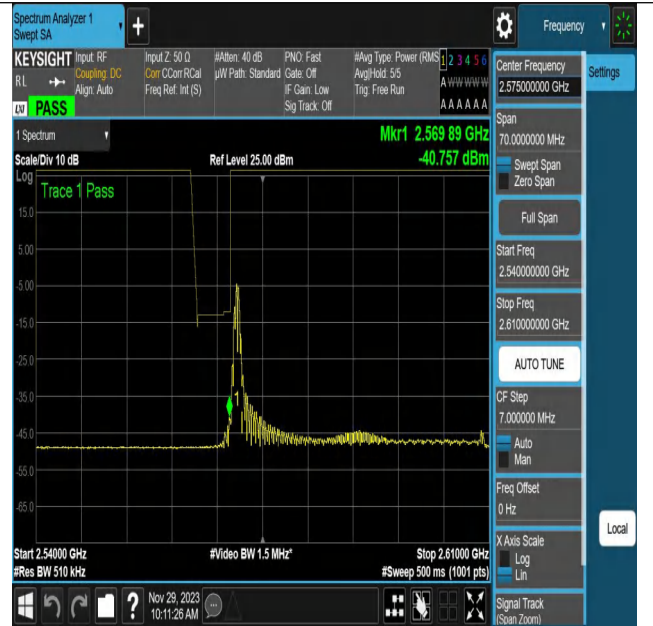 Spectrum Analyzer 1
Swept SA
+
Frequency
KEYSIGHT
RL
LXI PASS
Input: RF
Coupling: DC
Align: Auto
Input Z: 50 Ω
Corr CCorr RCal
Freq Ref: Int (S)
#Atten: 40 dB
µW Path: Standard
PNO: Fast
Gate: Off
IF Gain: Low
Sig Track: Off
#Avg Type: Power (RMS
Avg|Hold: 5/5
Trig: Free Run
1 2 3 4 5 6
A W W W W W
A A A A A A
1 Spectrum
Scale/Div 10 dB
Ref Level 25.00 dBm
Mkr1 2.569 89 GHz
-40.757 dBm
Log
Trace 1 Pass
15.0
5.00
-5.00
-15.0
-25.0
-35.0
-45.0
-55.0
-65.0
1
Start 2.54000 GHz
#Res BW 510 kHz
#Video BW 1.5 MHz*
Stop 2.61000 GHz
#Sweep 500 ms (1001 pts)
Center Frequency
2.575000000 GHz
Settings
Span
70.0000000 MHz
Swept Span
Zero Span
Full Span
Start Freq
2.540000000 GHz
Stop Freq
2.610000000 GHz
AUTO TUNE
CF Step
7.000000 MHz
Auto
Man
Freq Offset
0 Hz
X Axis Scale
Log
Lin
Local
Signal Track
(Span Zoom)
?
Nov 29, 2023
10:11:26 AM